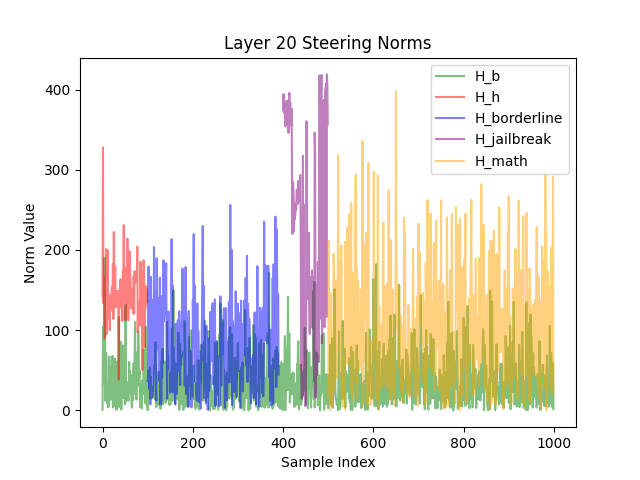 Layer 20 Steering Norms
H_b
H_h
H_borderline
H_jailbreak
H_math
400
300
200
100
0
Norm Value
0
200
400
600
800
1000
Sample Index